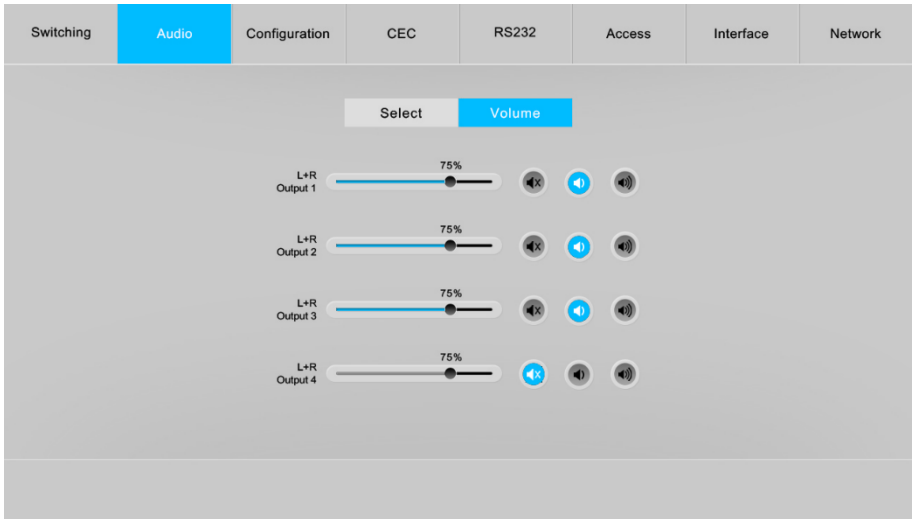 Switching Audio Configuration CEC RS232 Access Interface Network
Select Volume
75%
L+R
Output 1
75%
L+R
Output 2
75%
L+R
Output 3
75%
L+R
Output 4